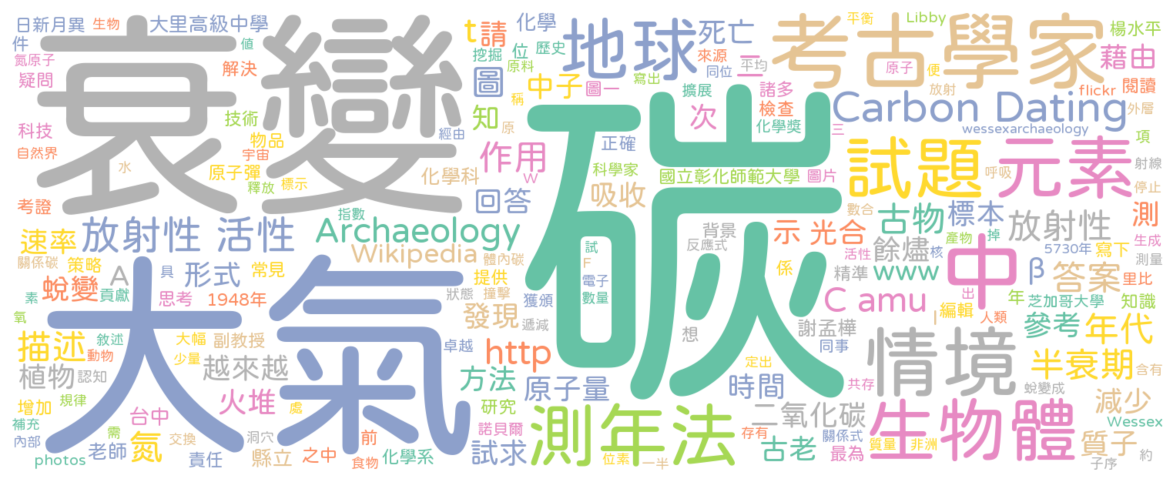 日新月異 生物 大里高級中學
t 請 化學 地球 死亡 平衡 Libby 楊水平
件 值
考古學家
氮原子 挖掘 位 歷史 來源 原子 便 藉由
衰變
疑問 解決 圖 中子 原料 寫出 同位 平均 二 放射 閱讀
圖一 擴展 諸多 稱 flickr 外層
碳
科技 技術 物品 經由 知 原 次 檢查 Carbon Dating
化學獎 三 wessexarchaeology
自然界 宇宙 作用 正確 項
水 原子彈 科學家 試題 元素
釋放 標示 化學科 w 國立彰化師範大學 圖片 呼吸 射線
考證 回答 吸收 數合 停止
指數 古物 標本 放射性 測
速率 放射性 活性 Archaeology 試 背景 示 光合 掉 生成
反應式 活性 產物 核 5730年 寫下 測量
關係碳 策略 A Wikipedia 體內碳 F 電子 係 精準 餘燼 www β 答案 里比
具 形式 常見 提供 數量
蛻變 貢獻 狀態 撞擊 獲頒 C amu 中 出 年 芝加哥大學 知識
素 思考 1948年 發現 遞減 想 編輯 l 人類 參考 年代
氧 大氣 謝孟樺
描述 敘述 大幅 副教授 卓越 同事 情境
動物 少量 http 定出 半衰期
植物 認知 越來越 方法 原子量 時間 共存 蛻變成 含有
增加 規律 火堆 研究 二氧化碳 減少
補充 台中 處 諾貝爾 測年法 生物體 Wessex
內部 需 交換 洞穴 前 存有 關係式 最為 質量 非洲 質子
photos 老師 氮 責任 縣立 之中 食物 化學系 試求 位素 一半 古老 子序 約